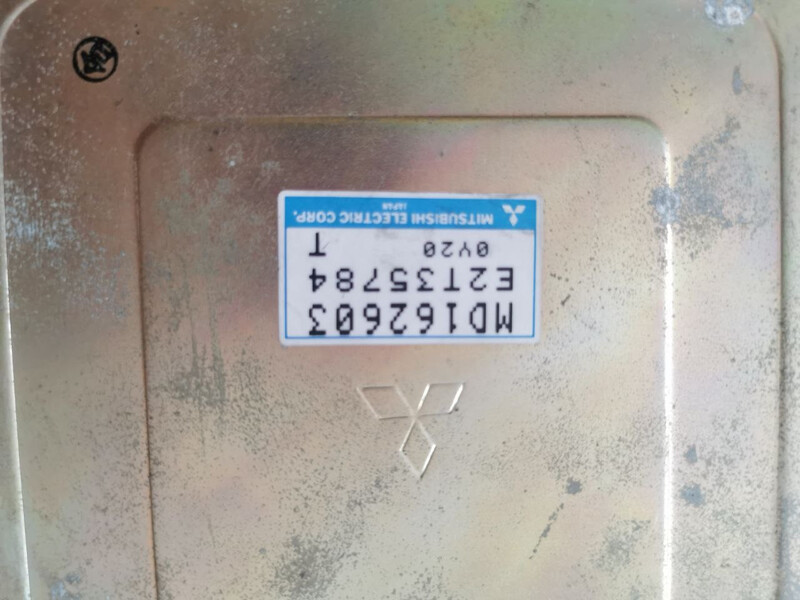 MITSUBISHI ELECTRIC CORP.
JAPAN
0Y20 T
E2T35784
MD162603